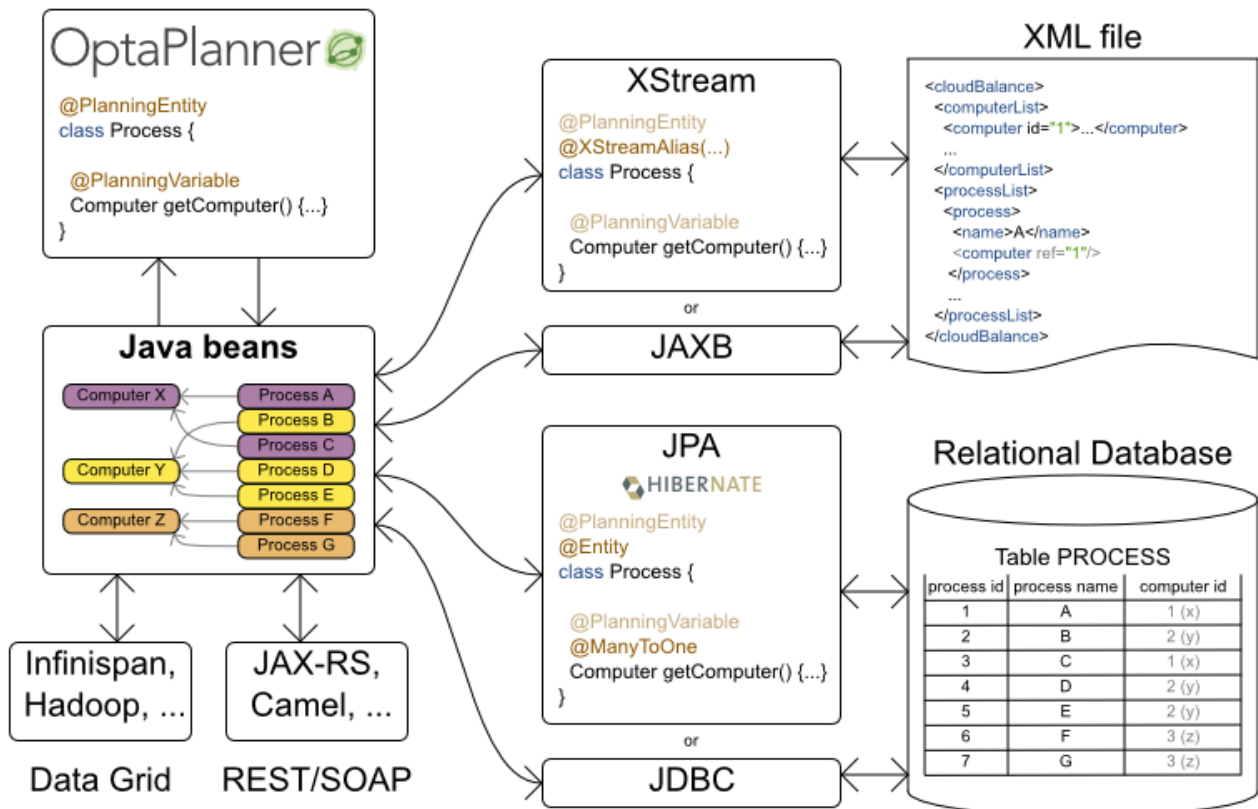 OptaPlanner
@PlanningEntity
class Process {
@PlanningVariable
Computer getComputer() {...}
}
Java beans
Computer X
Computer Y
Computer Z
Process A
Process B
Process C
Process D
Process E
Process F
Process G
Infinispan,
Hadoop, ...
Data Grid
JAX-RS,
Camel, ...
REST/SOAP
XStream
@PlanningEntity
@XStreamAlias(...)
class Process {
@PlanningVariable
Computer getComputer() {...}
}
or
JAXB
XML file
<cloudBalance>
<computerList>
<computer id="1">...</computer>
...
</computerList>
<processList>
<process>
<name>A</name>
<computer ref="1"/>
</process>
...
</processList>
</cloudBalance>
JPA
HIBERNATE
@PlanningEntity
@Entity
class Process {
@PlanningVariable
@ManyToOne
Computer getComputer() {...}
}
or
JDBC
Relational Database
Table PROCESS
process id process name computer id
1 A 1 (x)
2 B 2 (y)
3 C 1 (x)
4 D 2 (y)
5 E 2 (y)
6 F 3 (z)
7 G 3 (z)